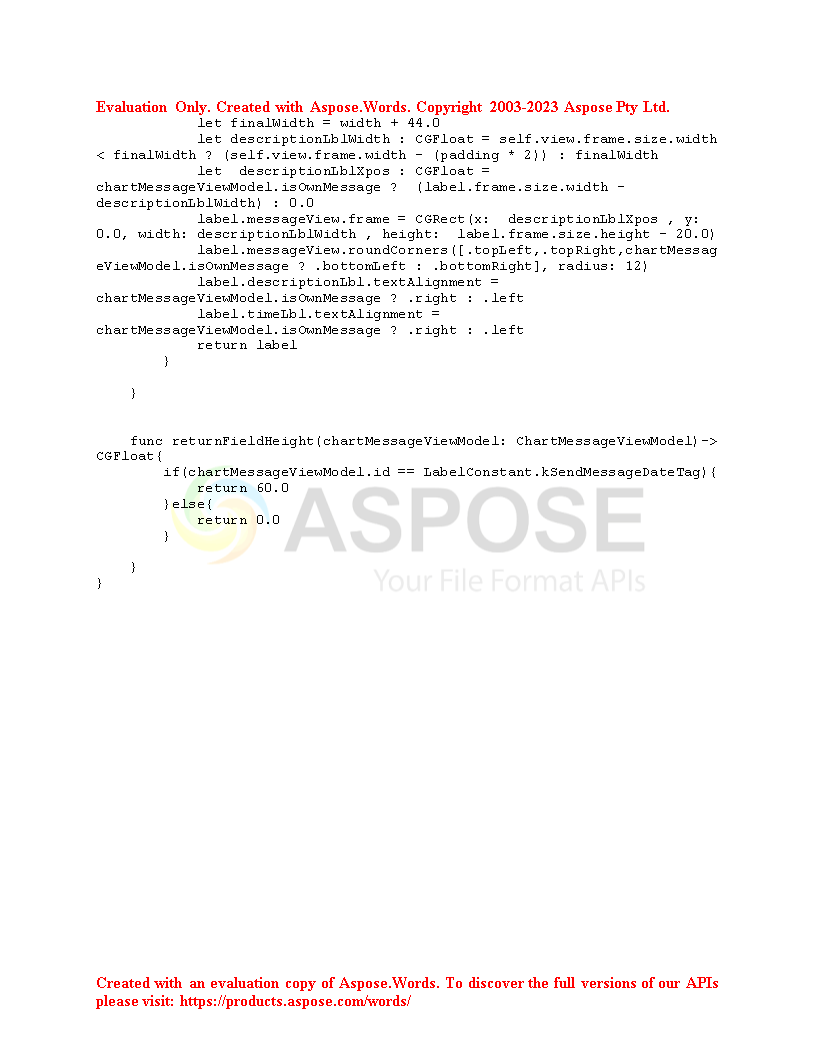 Evaluation Only. Created with Aspose.Words. Copyright 2003-2023 Aspose Pty Ltd.
            let finalWidth = width + 44.0
            let descriptionLblWidth : CGFloat = self.view.frame.size.width
< finalWidth ? (self.view.frame.width - (padding * 2)) : finalWidth
            let  descriptionLblXpos : CGFloat =
chartMessageViewModel.isOwnMessage ?  (label.frame.size.width -
descriptionLblWidth) : 0.0
            label.messageView.frame = CGRect(x:  descriptionLblXpos , y:
0.0, width: descriptionLblWidth , height:  label.frame.size.height - 20.0)
            label.messageView.roundCorners([.topLeft,.topRight,chartMessag
eViewModel.isOwnMessage ? .bottomLeft : .bottomRight], radius: 12)
            label.descriptionLbl.textAlignment =
chartMessageViewModel.isOwnMessage ? .right : .left
            label.timeLbl.textAlignment =
chartMessageViewModel.isOwnMessage ? .right : .left
            return label
        }
    }
    func returnFieldHeight(chartMessageViewModel: ChartMessageViewModel)->
CGFloat{
        if(chartMessageViewModel.id == LabelConstant.kSendMessageDateTag){
            return 60.0
        }else{
            return 0.0
        }
    }
}
ASPOSE
Your File Format APIs
Created with an evaluation copy of Aspose.Words. To discover the full versions of our APIs
please visit: https://products.aspose.com/words/